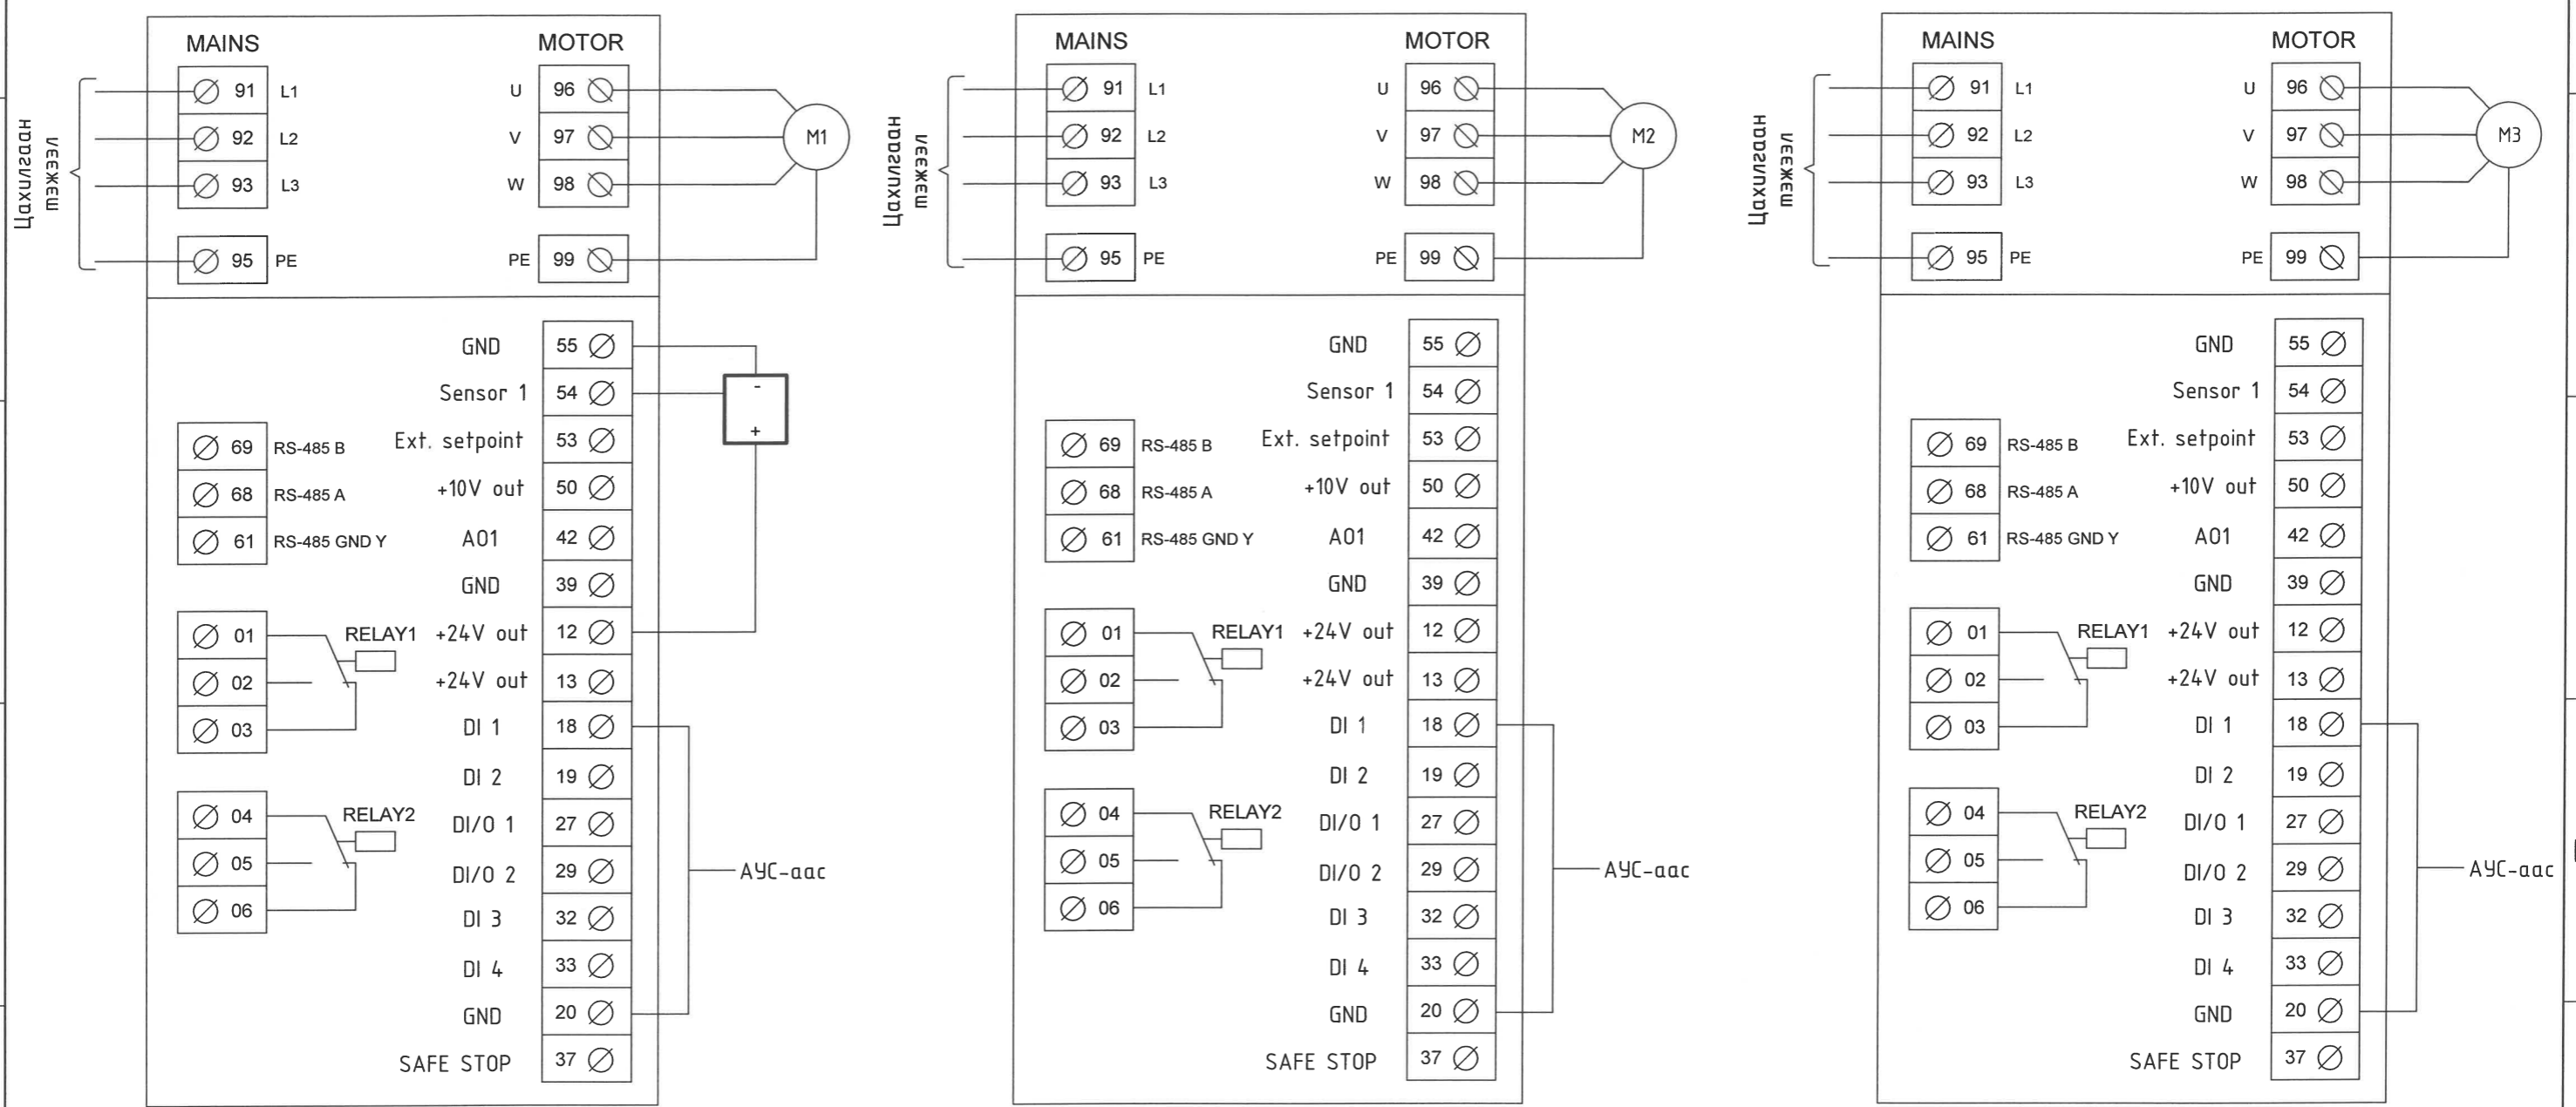 Цахилгаан
тэжээл
MAINS
91 L1
92 L2
93 L3
95 PE
MOTOR
U 96
V 97
W 98
PE 99
M1
69 RS-485 B
68 RS-485 A
61 RS-485 GND Y
01
02
03
RELAY1
04
05
06
RELAY2
GND 55
Sensor 1 54
Ext. setpoint 53
+10V out 50
AO1 42
GND 39
+24V out 12
+24V out 13
DI 1 18
DI 2 19
DI/O 1 27
DI/O 2 29
DI 3 32
DI 4 33
GND 20
SAFE STOP 37
-
+
АУС-аас
Цахилгаан
тэжээл
MAINS
91 L1
92 L2
93 L3
95 PE
MOTOR
U 96
V 97
W 98
PE 99
M2
69 RS-485 B
68 RS-485 A
61 RS-485 GND Y
01
02
03
RELAY1
04
05
06
RELAY2
GND 55
Sensor 1 54
Ext. setpoint 53
+10V out 50
AO1 42
GND 39
+24V out 12
+24V out 13
DI 1 18
DI 2 19
DI/O 1 27
DI/O 2 29
DI 3 32
DI 4 33
GND 20
SAFE STOP 37
АУС-аас
Цахилгаан
тэжээл
MAINS
91 L1
92 L2
93 L3
95 PE
MOTOR
U 96
V 97
W 98
PE 99
M3
69 RS-485 B
68 RS-485 A
61 RS-485 GND Y
01
02
03
RELAY1
04
05
06
RELAY2
GND 55
Sensor 1 54
Ext. setpoint 53
+10V out 50
AO1 42
GND 39
+24V out 12
+24V out 13
DI 1 18
DI 2 19
DI/O 1 27
DI/O 2 29
DI 3 32
DI 4 33
GND 20
SAFE STOP 37
АУС-аас